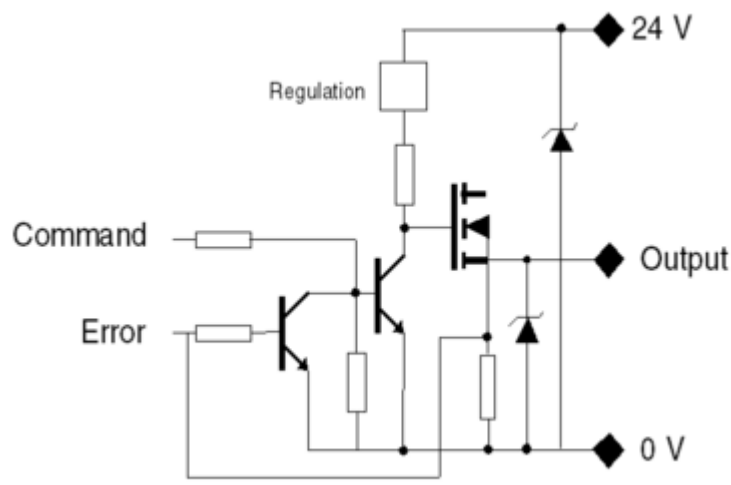 24 V
Regulation
Command
Output
Error
0 V